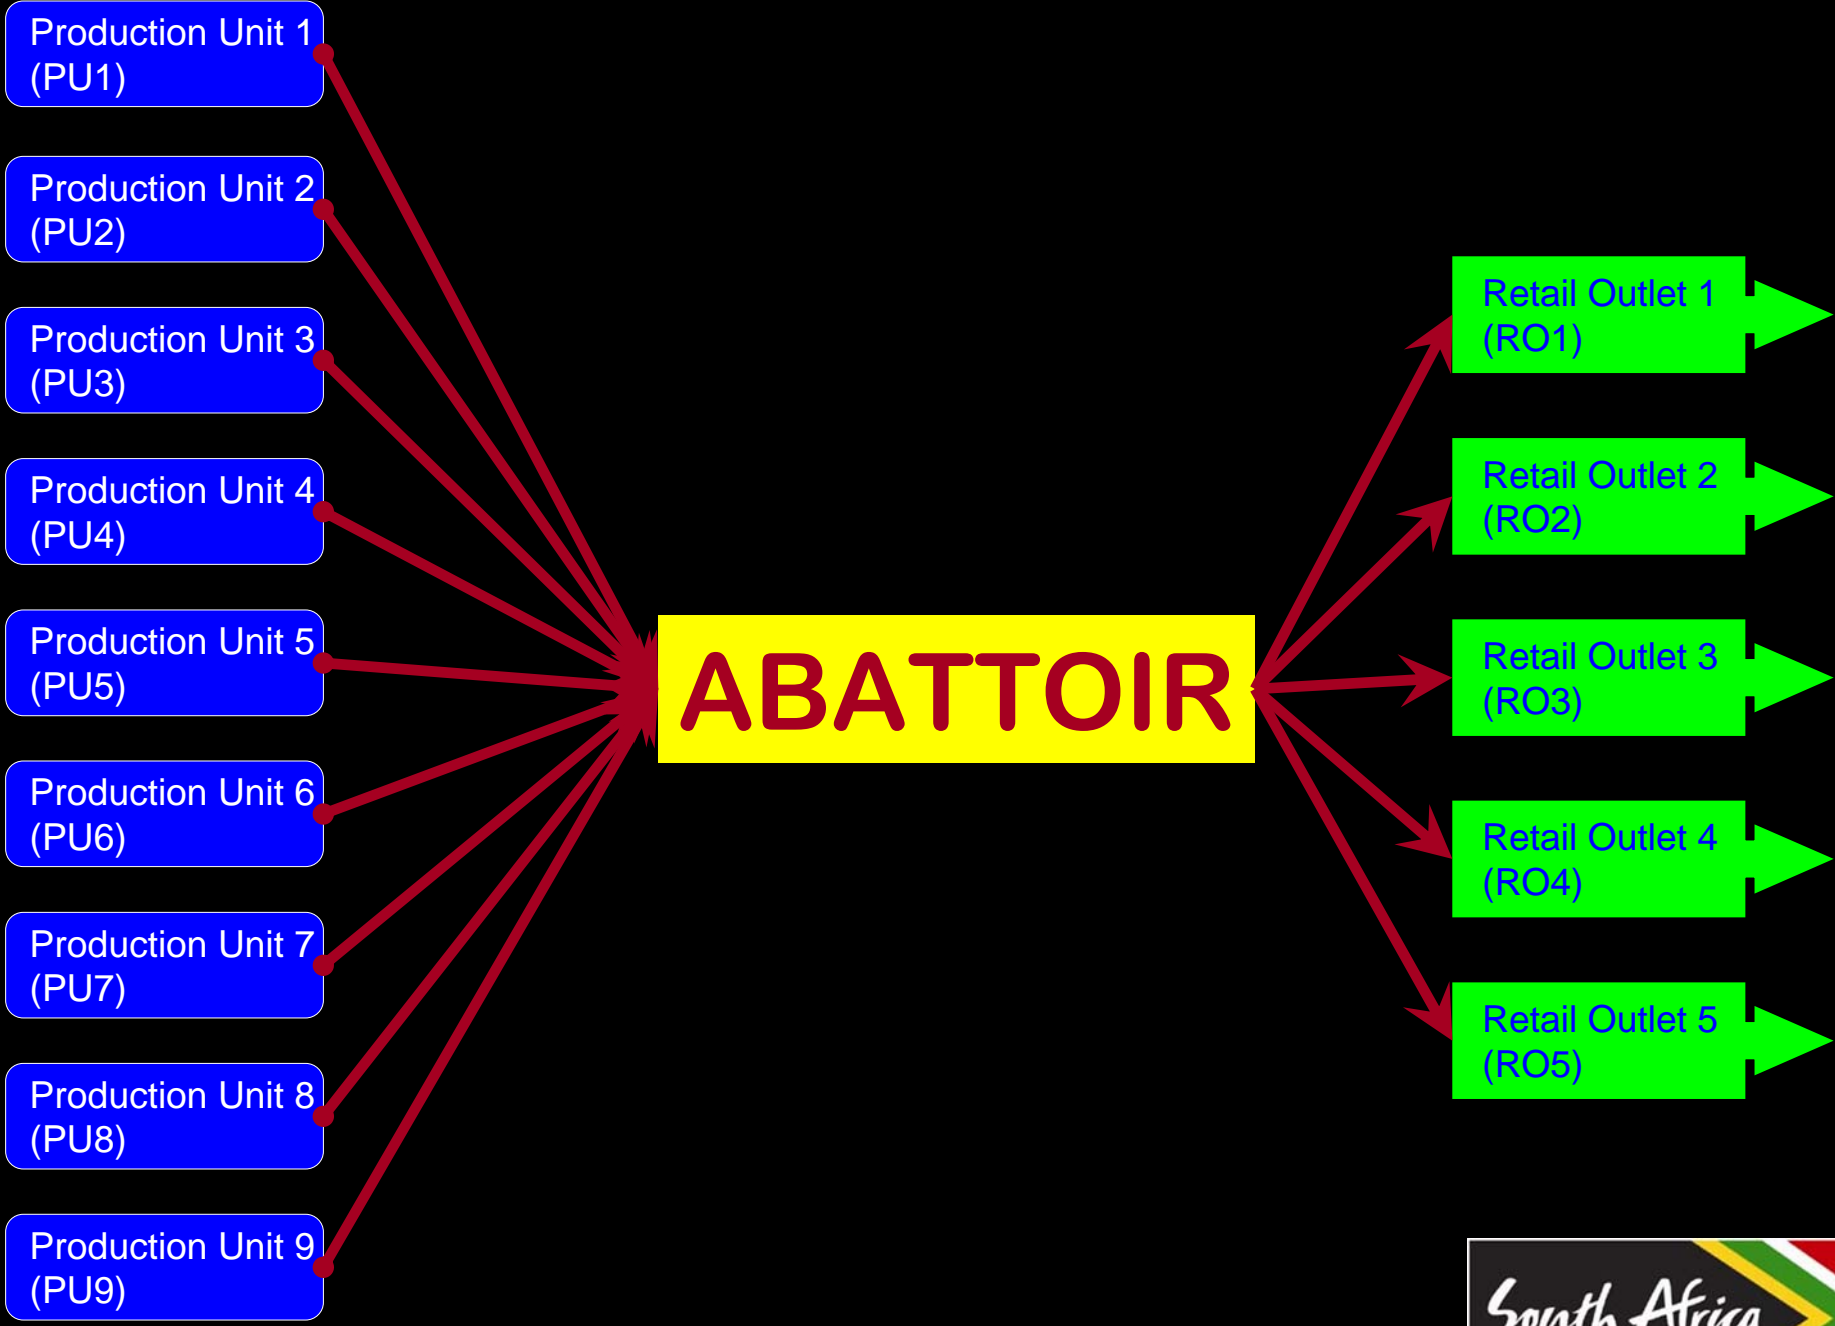 Production Unit 1
(PU1)
Production Unit 2
(PU2)
Production Unit 3
(PU3)
Production Unit 4
(PU4)
Production Unit 5
(PU5)
Production Unit 6
(PU6)
Production Unit 7
(PU7)
Production Unit 8
(PU8)
Production Unit 9
(PU9)
ABATTOIR
Retail Outlet 1
(RO1)
Retail Outlet 2
(RO2)
Retail Outlet 3
(RO3)
Retail Outlet 4
(RO4)
Retail Outlet 5
(RO5)
South Africa